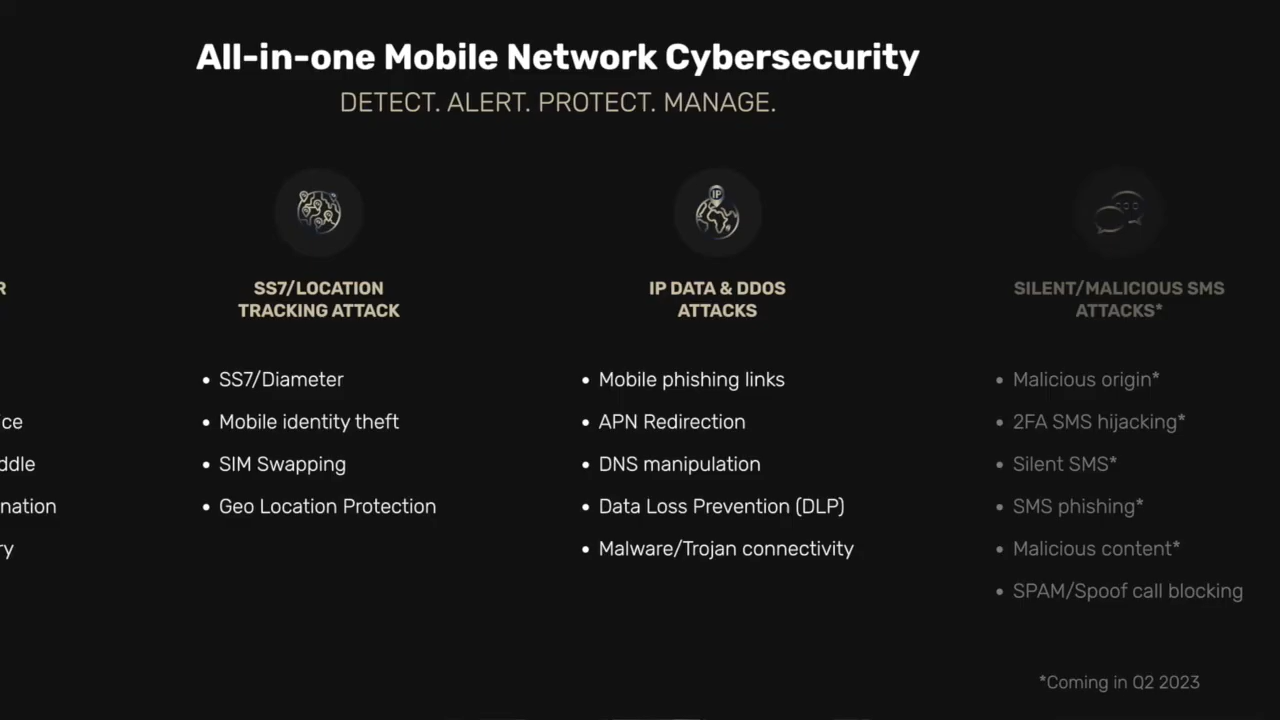 All-in-one Mobile Network Cybersecurity
DETECT. ALERT. PROTECT. MANAGE.
IP
SS7/LOCATION
TRACKING ATTACK
SS7/Diameter
Mobile identity theft
SIM Swapping
Geo Location Protection
IP DATA & DDOS
ATTACKS
Mobile phishing links
APN Redirection
DNS manipulation
Data Loss Prevention (DLP)
Malware/Trojan connectivity
SILENT/MALICIOUS SMS
ATTACKS*
Malicious origin*
2FA SMS hijacking*
Silent SMS*
SMS phishing*
Malicious content*
SPAM/Spoof call blocking
*Coming in Q2 2023